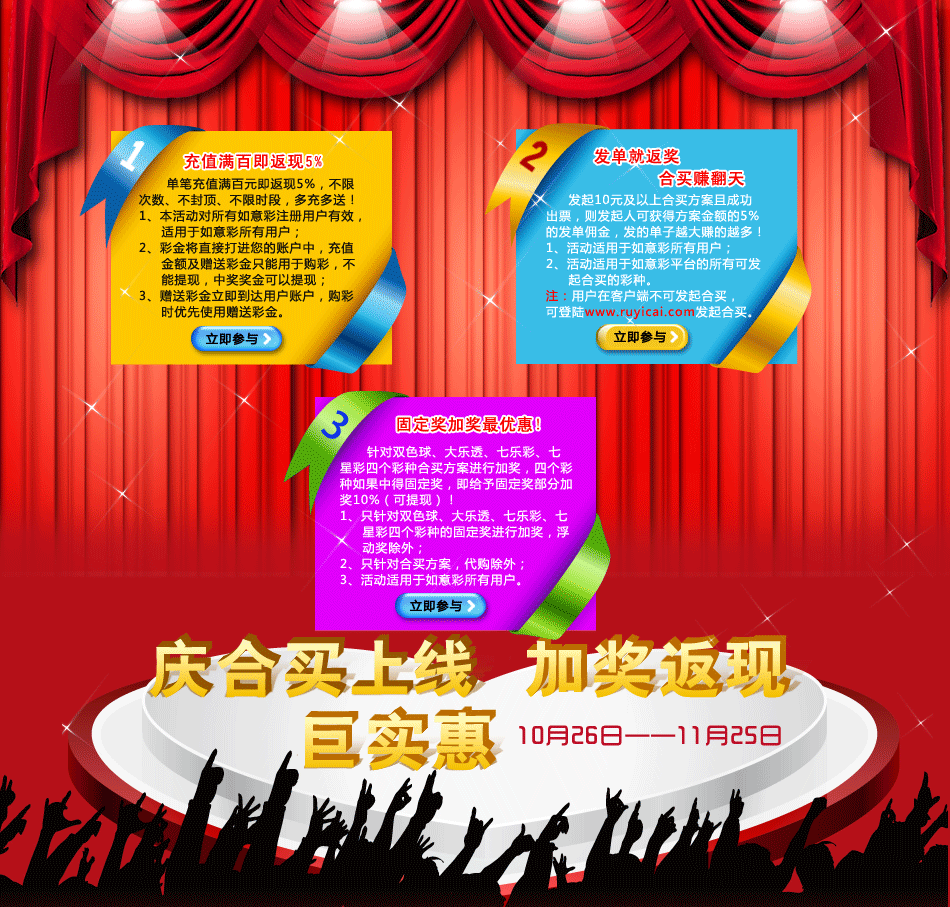 1
充值满百即返现5%
单笔充值满百元即返现5%，不限
次数、不封顶、不限时段，多充多送！
1、本活动对所有如意彩注册用户有效，
适用于如意彩所有用户；
2、彩金将直接打进您的账户中，充值
金额及赠送彩金只能用于购彩，不
能提现，中奖奖金可以提现；
3、赠送彩金立即到达用户账户，购彩
时优先使用赠送彩金。
立即参与
2
发单就返奖
合买赚翻天
发起10元及以上合买方案且成功
出票，则发起人可获得方案金额的5%
的发单佣金，发的单子越大赚的越多！
1、活动适用于如意彩所有用户；
2、活动适用于如意彩平台的所有可发
起合买的彩种。
注：用户在客户端不可发起合买，
可登陆www.ruyicai.com发起合买。
立即参与
3
固定奖加奖最优惠！
针对双色球、大乐透、七乐彩、七
星彩四个彩种合买方案进行加奖，四个彩
种如果中得固定奖，即给予固定奖部分加
奖10%（可提现）！
1、只针对双色球、大乐透、七乐彩、七
星彩四个彩种的固定奖进行加奖，浮
动奖除外；
2、只针对合买方案，代购除外；
3、活动适用于如意彩所有用户。
立即参与
庆合买上线 加奖返现
巨实惠
10月26日——11月25日